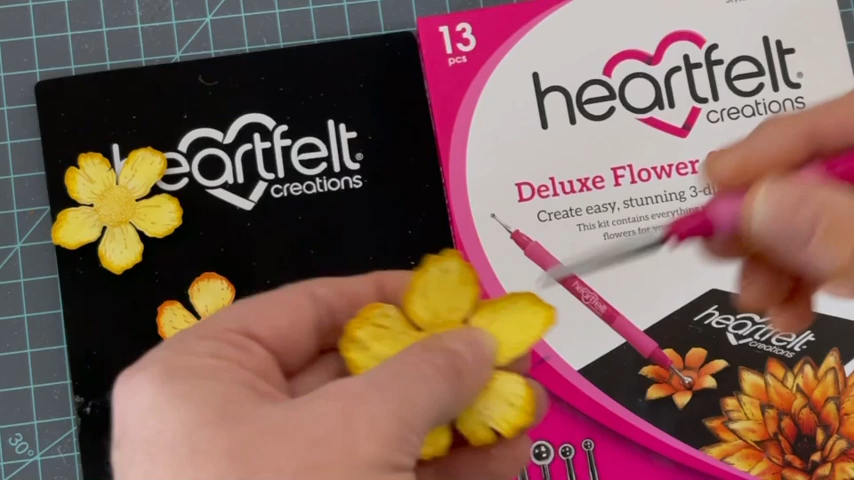 13
pcs
heartfelt®
creations
heartfelt®
creations
Deluxe Flower
Create easy, stunning 3-d
This kit contains everything
flowers for
heartfelt
heartfelt
creations
30°